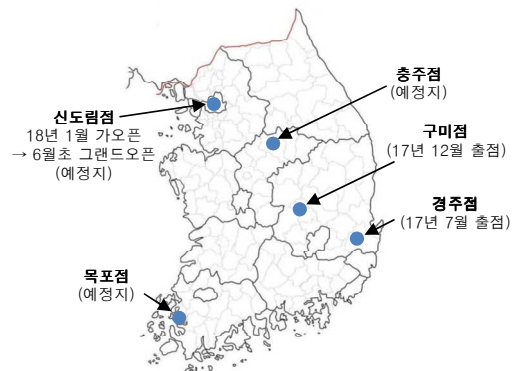 충주점
(예정지)
신도림점
18년 1월 가오픈
→ 6월초 그랜드오픈
(예정지)
구미점
(17년 12월 출점)
경주점
(17년 7월 출점)
목포점
(예정지)